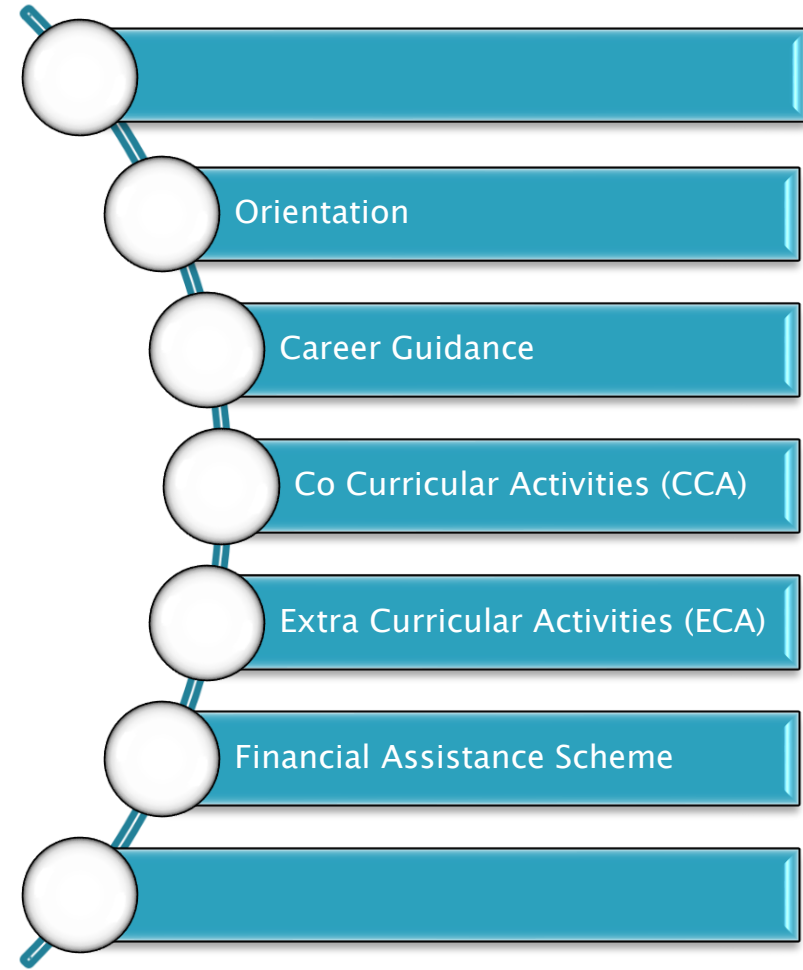 Orientation
Career Guidance
Co Curricular Activities (CCA)
Extra Curricular Activities (ECA)
Financial Assistance Scheme